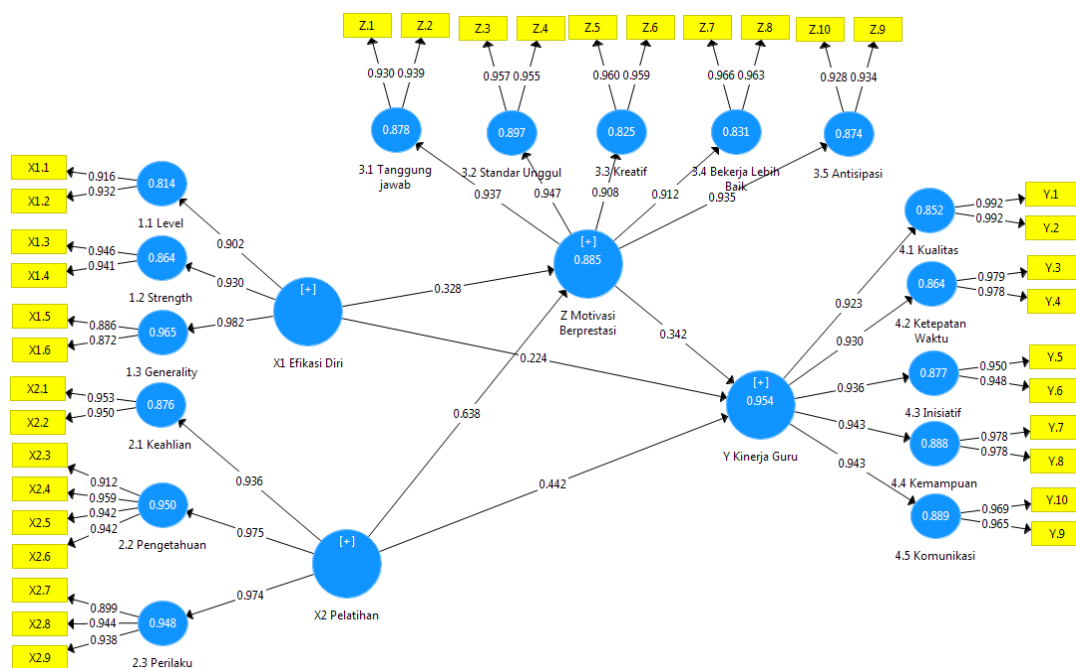 Z.1
Z.2
Z.3
Z.4
Z.5
Z.6
Z.7
Z.8
Z.10
Z.9
0.930
0.939
0.957
0.955
0.960
0.959
0.966
0.963
0.928
0.934
0.878
0.897
0.825
0.831
0.874
3.1 Tanggung
jawab
3.2 Standar Unggul
3.3 Kreatif
3.4 Bekerja Lebih
Baik
3.5 Antisipasi
0.937
0.947
0.908
0.912
0.935
X1.1
X1.2
0.916
0.932
0.814
1.1 Level
X1.3
X1.4
0.946
0.941
0.864
1.2 Strength
X1.5
X1.6
0.886
0.872
0.965
1.3 Generality
0.902
0.930
0.982
[+]
X1 Efikasi Diri
0.328
0.224
[+]
0.885
Z Motivasi
Berprestasi
0.342
X2.1
X2.2
0.953
0.950
0.876
2.1 Keahlian
X2.3
X2.4
X2.5
X2.6
0.912
0.959
0.942
0.942
0.950
2.2 Pengetahuan
X2.7
X2.8
X2.9
0.899
0.944
0.938
0.948
2.3 Perilaku
0.936
0.975
0.974
[+]
X2 Pelatihan
0.638
0.442
[+]
0.954
Y Kinerja Guru
0.923
0.930
0.936
0.943
0.943
0.852
4.1 Kualitas
0.992
0.992
Y.1
Y.2
0.864
4.2 Ketepatan
Waktu
0.979
0.978
Y.3
Y.4
0.877
4.3 Inisiatif
0.950
0.948
Y.5
Y.6
0.888
4.4 Kemampuan
0.978
0.978
Y.7
Y.8
0.889
4.5 Komunikasi
0.969
0.965
Y.10
Y.9